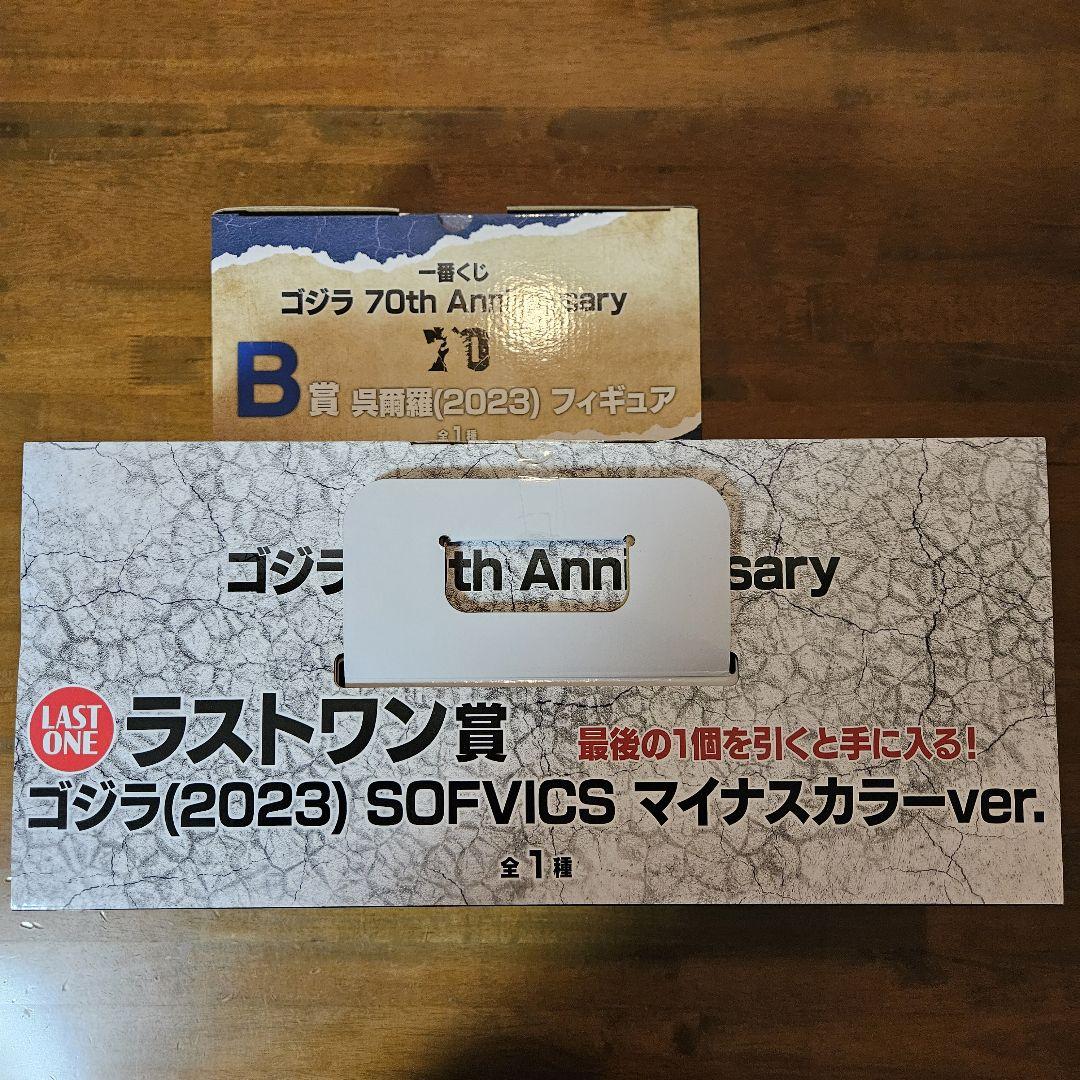 一番くじ
ゴジラ 70th Anniversary
70
B賞 呉爾羅(2023) フィギュア
全1種
ゴジラ th Anni sary
LAST
ONE
ラストワン賞 最後の1個を引くと手に入る!
ゴジラ(2023) SOFVICS マイナスカラーver.
全1種